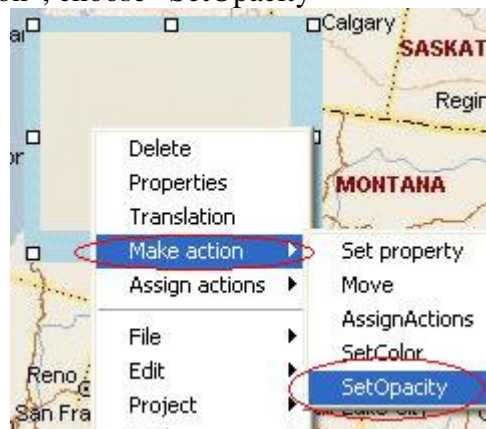 choose "SetOpacity"
Calgary
SASKAT
Regin
Delete
Properties
MONTANA
Translation
Make action
Set property
Assign actions
Move
AssignActions
File
SetColor
Reno
Edit
SetOpacity
San Fra
Project